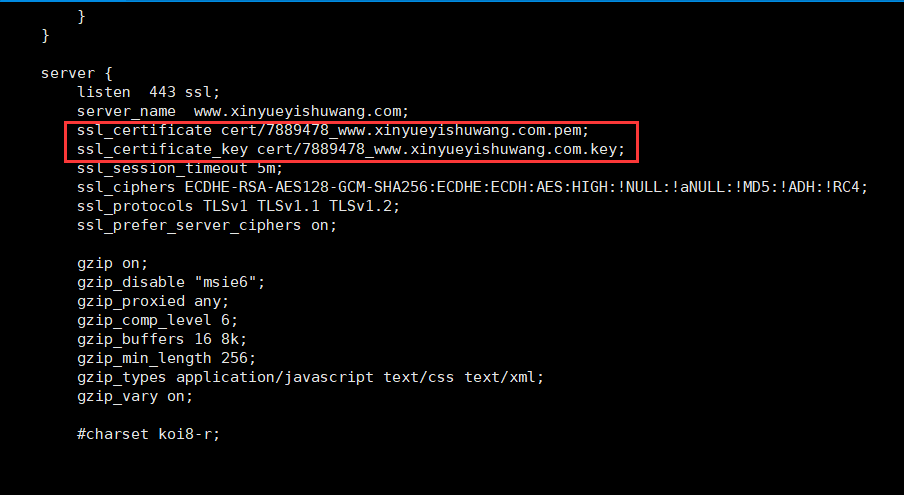 }
}
server {
listen  443 ssl;
server_name  www.xinyueyishuwang.com;
ssl_certificate cert/7889478_www.xinyueyishuwang.com.pem;
ssl_certificate_key cert/7889478_www.xinyueyishuwang.com.key;
ssl_session_timeout 5m;
ssl_ciphers ECDHE-RSA-AES128-GCM-SHA256:ECDHE:ECDH:AES:HIGH:!NULL:!aNULL:!MD5:!ADH:!RC4;
ssl_protocols TLSv1 TLSv1.1 TLSv1.2;
ssl_prefer_server_ciphers on;
gzip on;
gzip_disable "msie6";
gzip_proxied any;
gzip_comp_level 6;
gzip_buffers 16 8k;
gzip_min_length 256;
gzip_types application/javascript text/css text/xml;
gzip_vary on;
#charset koi8-r;